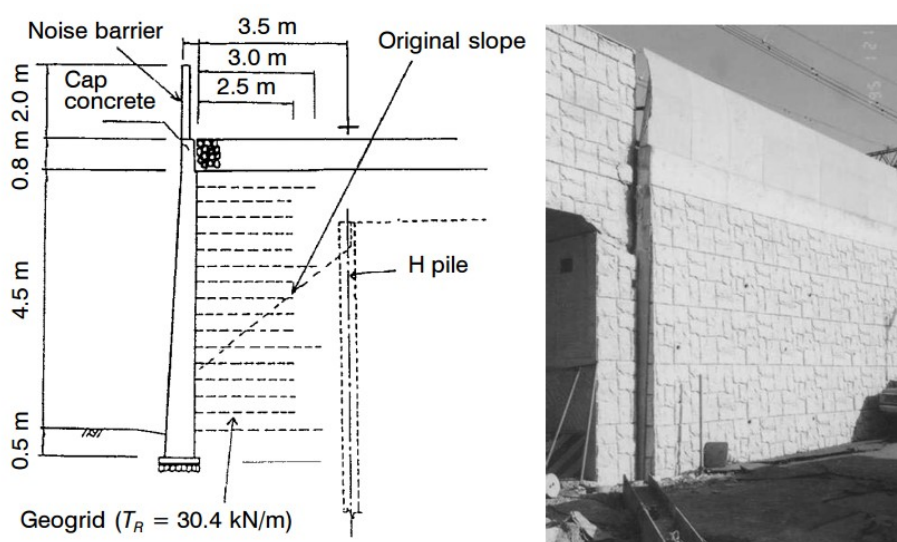 Noise barrier
Cap
concrete
3.5 m
3.0 m
2.5 m
Original slope
2.0 m
0.8 m
4.5 m
0.5 m
H pile
Geogrid (T_R = 30.4 kN/m)